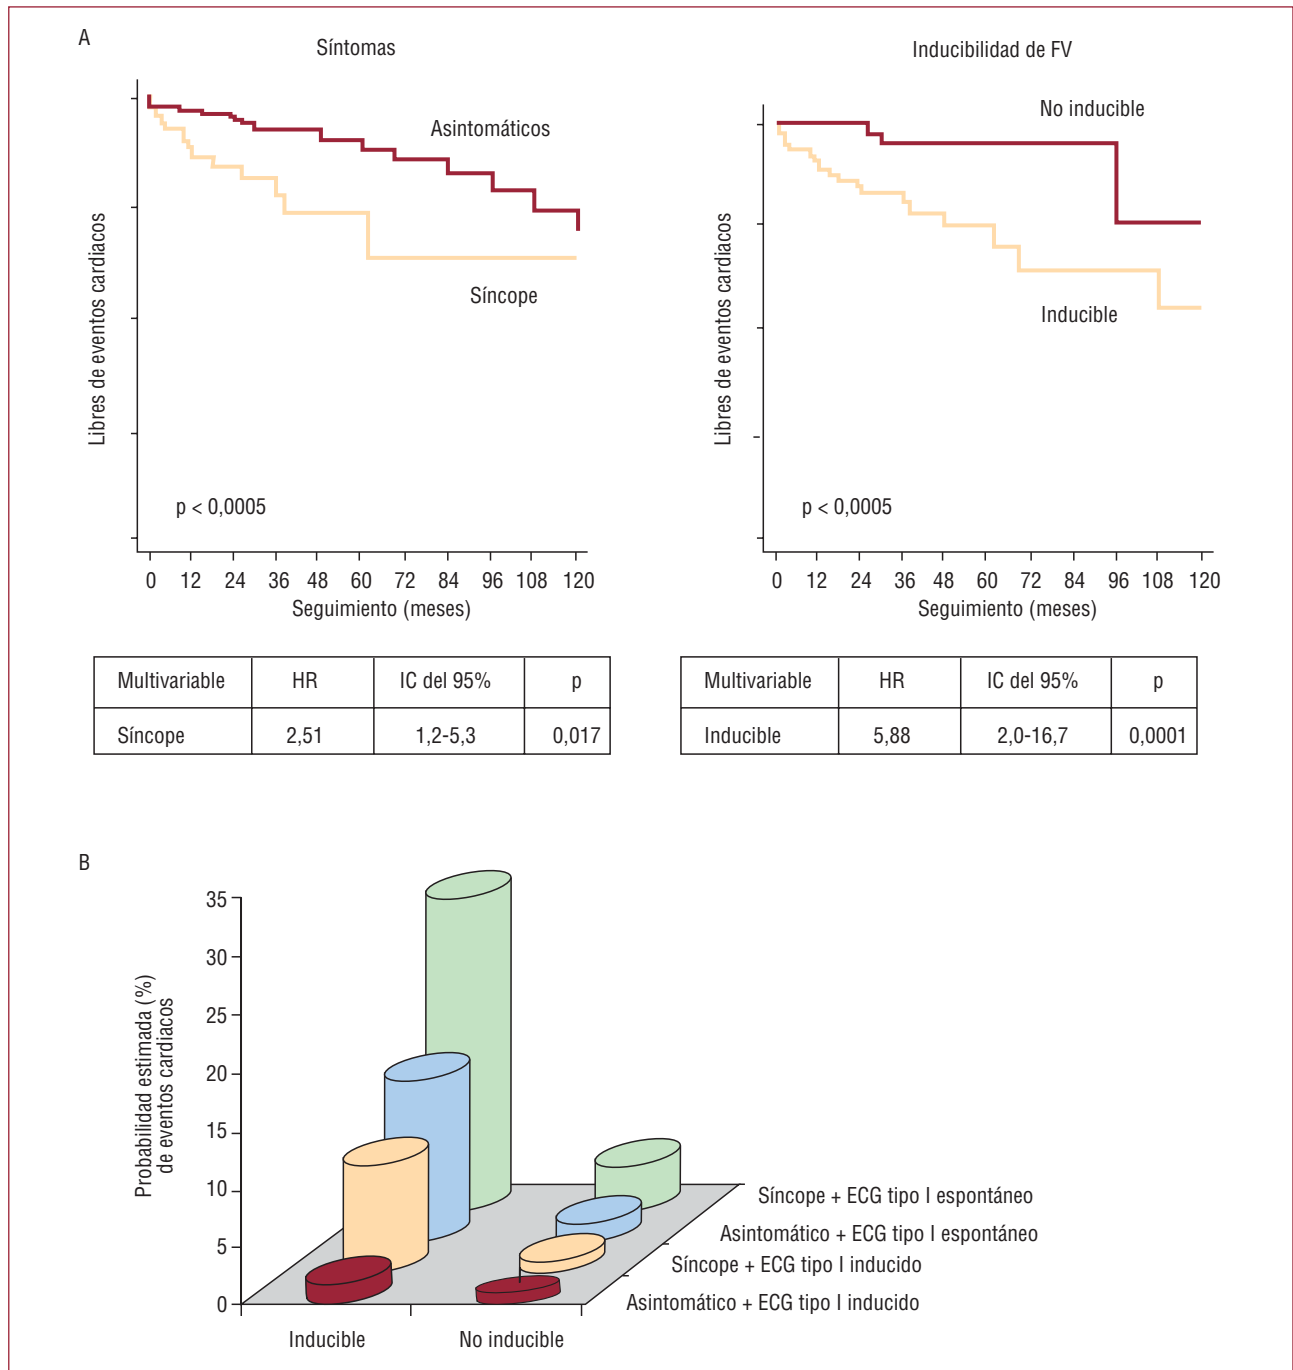 A
Síntomas
Libres de eventos cardiacos
Asintomáticos
Síncope
p < 0,0005
0 12 24 36 48 60 72 84 96 108 120
Seguimiento (meses)
Inducibilidad de FV
Libres de eventos cardiacos
No inducible
Inducible
p < 0,0005
0 12 24 36 48 60 72 84 96 108 120
Seguimiento (meses)
Multivariable HR IC del 95% p
Síncope 2,51 1,2-5,3 0,017
Multivariable HR IC del 95% p
Inducible 5,88 2,0-16,7 0,0001
B
Probabilidad estimada (%)
de eventos cardiacos
35
30
25
20
15
10
5
0
Síncope + ECG tipo I espontáneo
Asintomático + ECG tipo I espontáneo
Síncope + ECG tipo I inducido
Asintomático + ECG tipo I inducido
Inducible No inducible